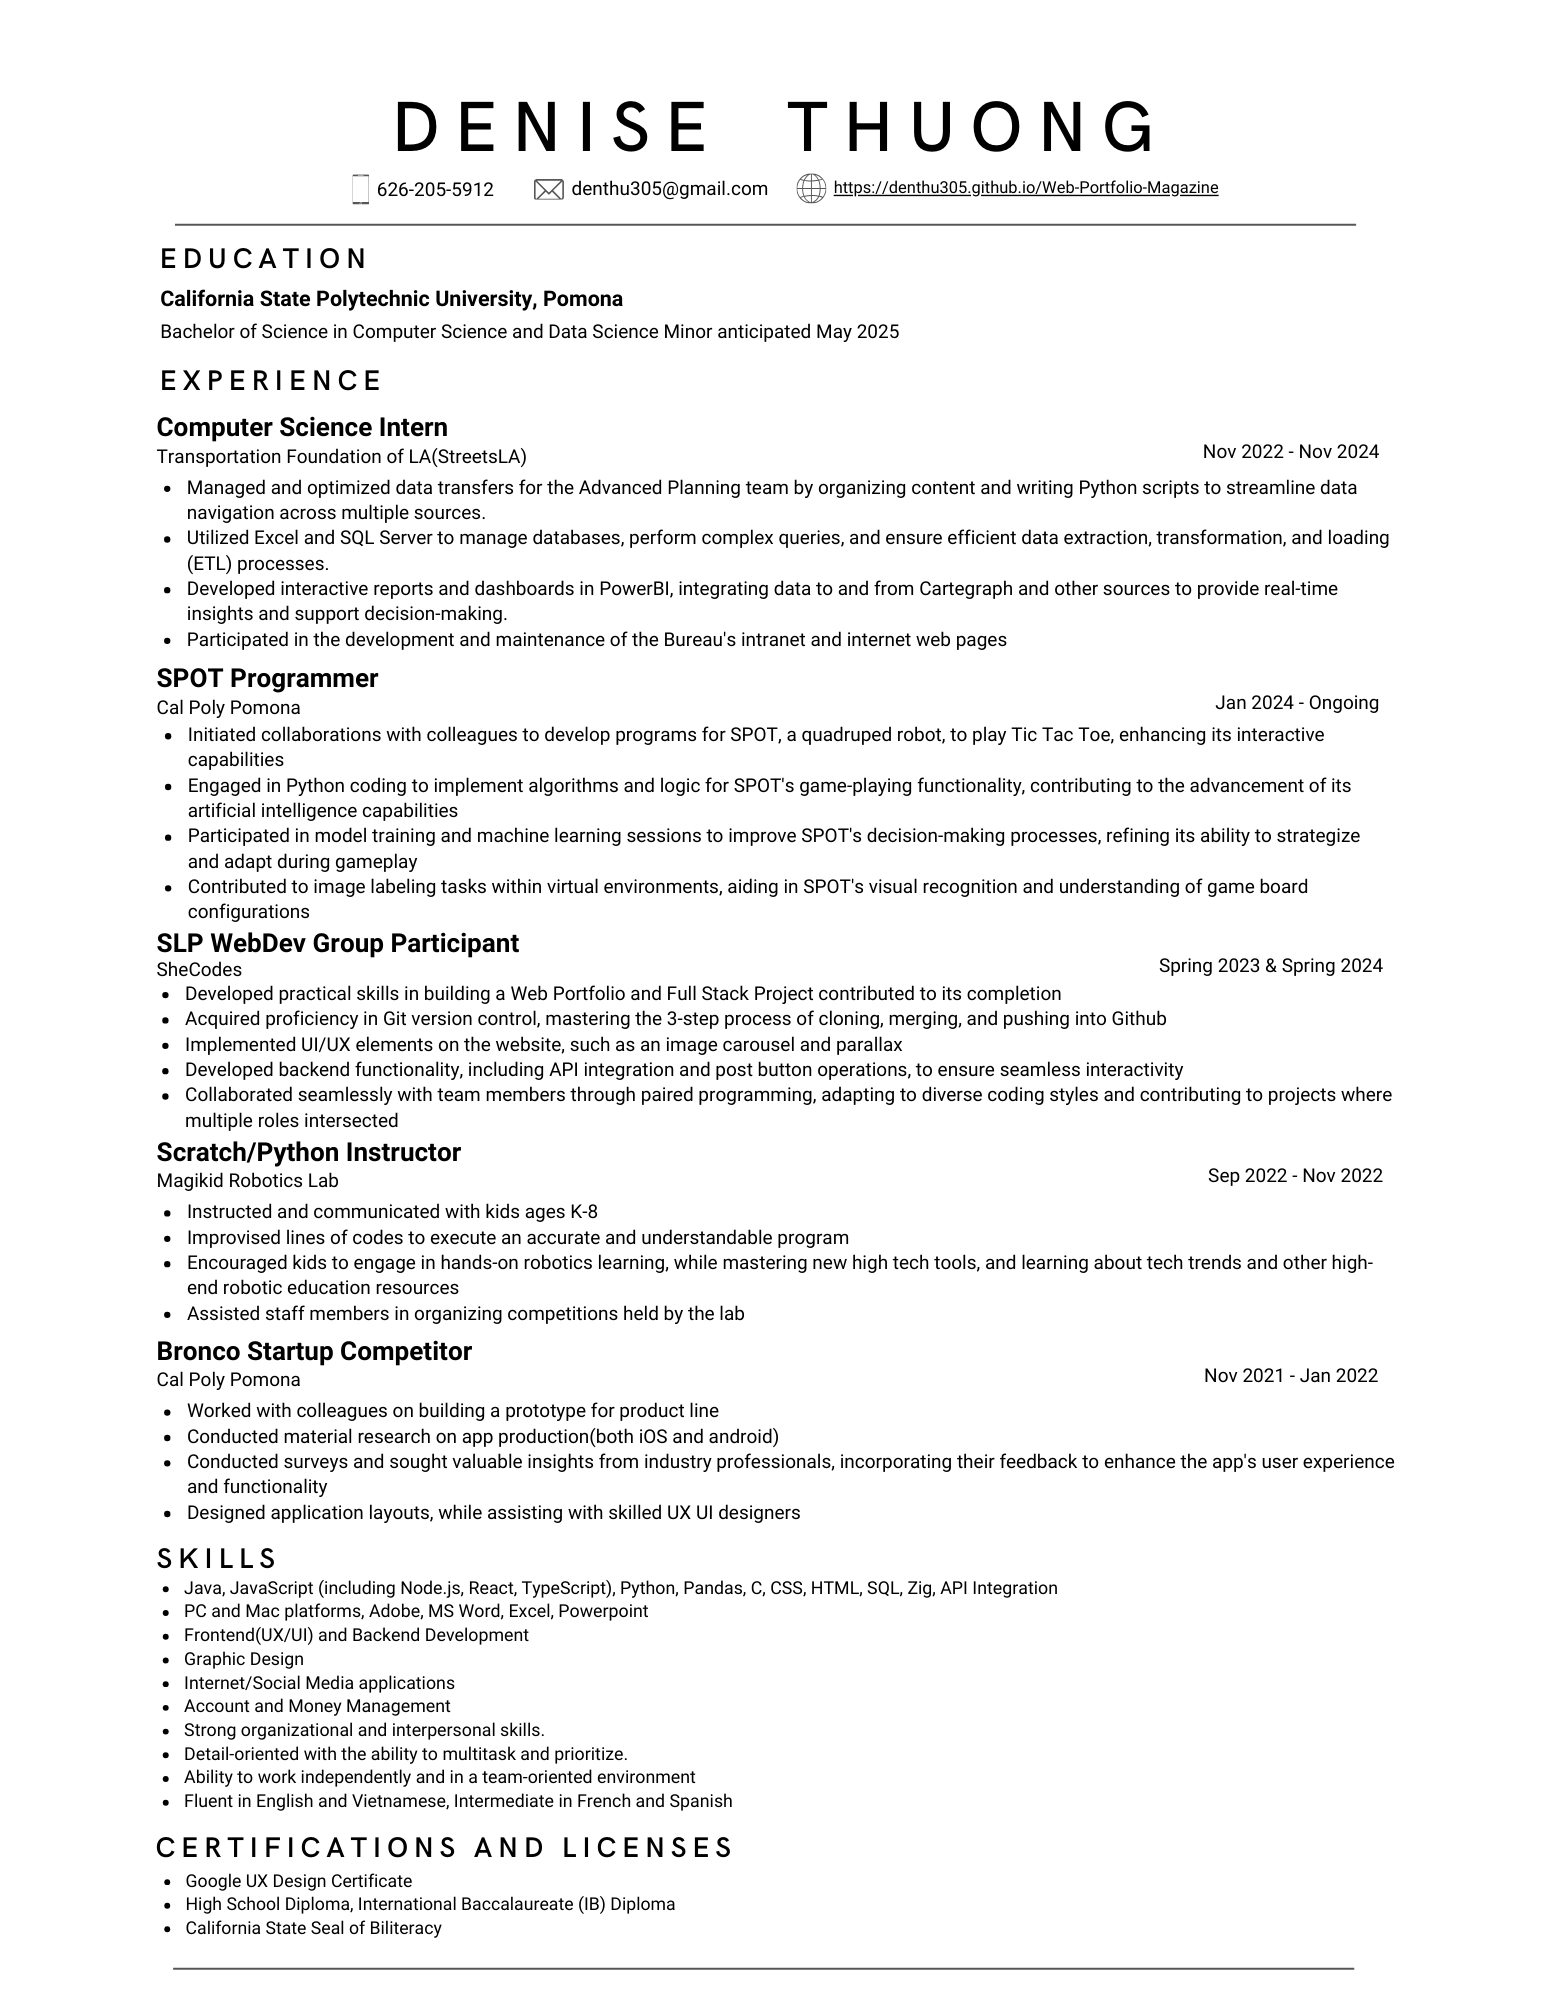 DENISE THUONG
626-205-5912 denthu305@gmail.com https://denthu305.github.io/Web-Portfolio-Magazine
EDUCATION
California State Polytechnic University, Pomona
Bachelor of Science in Computer Science and Data Science Minor anticipated May 2025
EXPERIENCE
Computer Science Intern
Transportation Foundation of LA(StreetsLA) Nov 2022 - Nov 2024
• Managed and optimized data transfers for the Advanced Planning team by organizing content and writing Python scripts to streamline data
navigation across multiple sources.
• Utilized Excel and SQL Server to manage databases, perform complex queries, and ensure efficient data extraction, transformation, and loading
(ETL) processes.
• Developed interactive reports and dashboards in PowerBI, integrating data to and from Cartegraph and other sources to provide real-time
insights and support decision-making.
• Participated in the development and maintenance of the Bureau's intranet and internet web pages
SPOT Programmer
Cal Poly Pomona Jan 2024 - Ongoing
• Initiated collaborations with colleagues to develop programs for SPOT, a quadruped robot, to play Tic Tac Toe, enhancing its interactive
capabilities
• Engaged in Python coding to implement algorithms and logic for SPOT's game-playing functionality, contributing to the advancement of its
artificial intelligence capabilities
• Participated in model training and machine learning sessions to improve SPOT's decision-making processes, refining its ability to strategize
and adapt during gameplay
• Contributed to image labeling tasks within virtual environments, aiding in SPOT's visual recognition and understanding of game board
configurations
SLP WebDev Group Participant
SheCodes Spring 2023 & Spring 2024
• Developed practical skills in building a Web Portfolio and Full Stack Project contributed to its completion
• Acquired proficiency in Git version control, mastering the 3-step process of cloning, merging, and pushing into Github
• Implemented UI/UX elements on the website, such as an image carousel and parallax
• Developed backend functionality, including API integration and post button operations, to ensure seamless interactivity
• Collaborated seamlessly with team members through paired programming, adapting to diverse coding styles and contributing to projects where
multiple roles intersected
Scratch/Python Instructor
Magikid Robotics Lab Sep 2022 - Nov 2022
• Instructed and communicated with kids ages K-8
• Improvised lines of codes to execute an accurate and understandable program
• Encouraged kids to engage in hands-on robotics learning, while mastering new high tech tools, and learning about tech trends and other high-
end robotic education resources
• Assisted staff members in organizing competitions held by the lab
Bronco Startup Competitor
Cal Poly Pomona Nov 2021 - Jan 2022
• Worked with colleagues on building a prototype for product line
• Conducted material research on app production(both iOS and android)
• Conducted surveys and sought valuable insights from industry professionals, incorporating their feedback to enhance the app's user experience
and functionality
• Designed application layouts, while assisting with skilled UX UI designers
SKILLS
• Java, JavaScript (including Node.js, React, TypeScript), Python, Pandas, C, CSS, HTML, SQL, Zig, API Integration
• PC and Mac platforms, Adobe, MS Word, Excel, Powerpoint
• Frontend(UX/UI) and Backend Development
• Graphic Design
• Internet/Social Media applications
• Account and Money Management
• Strong organizational and interpersonal skills.
• Detail-oriented with the ability to multitask and prioritize.
• Ability to work independently and in a team-oriented environment
• Fluent in English and Vietnamese, Intermediate in French and Spanish
CERTIFICATIONS AND LICENSES
• Google UX Design Certificate
• High School Diploma, International Baccalaureate (IB) Diploma
• California State Seal of Biliteracy